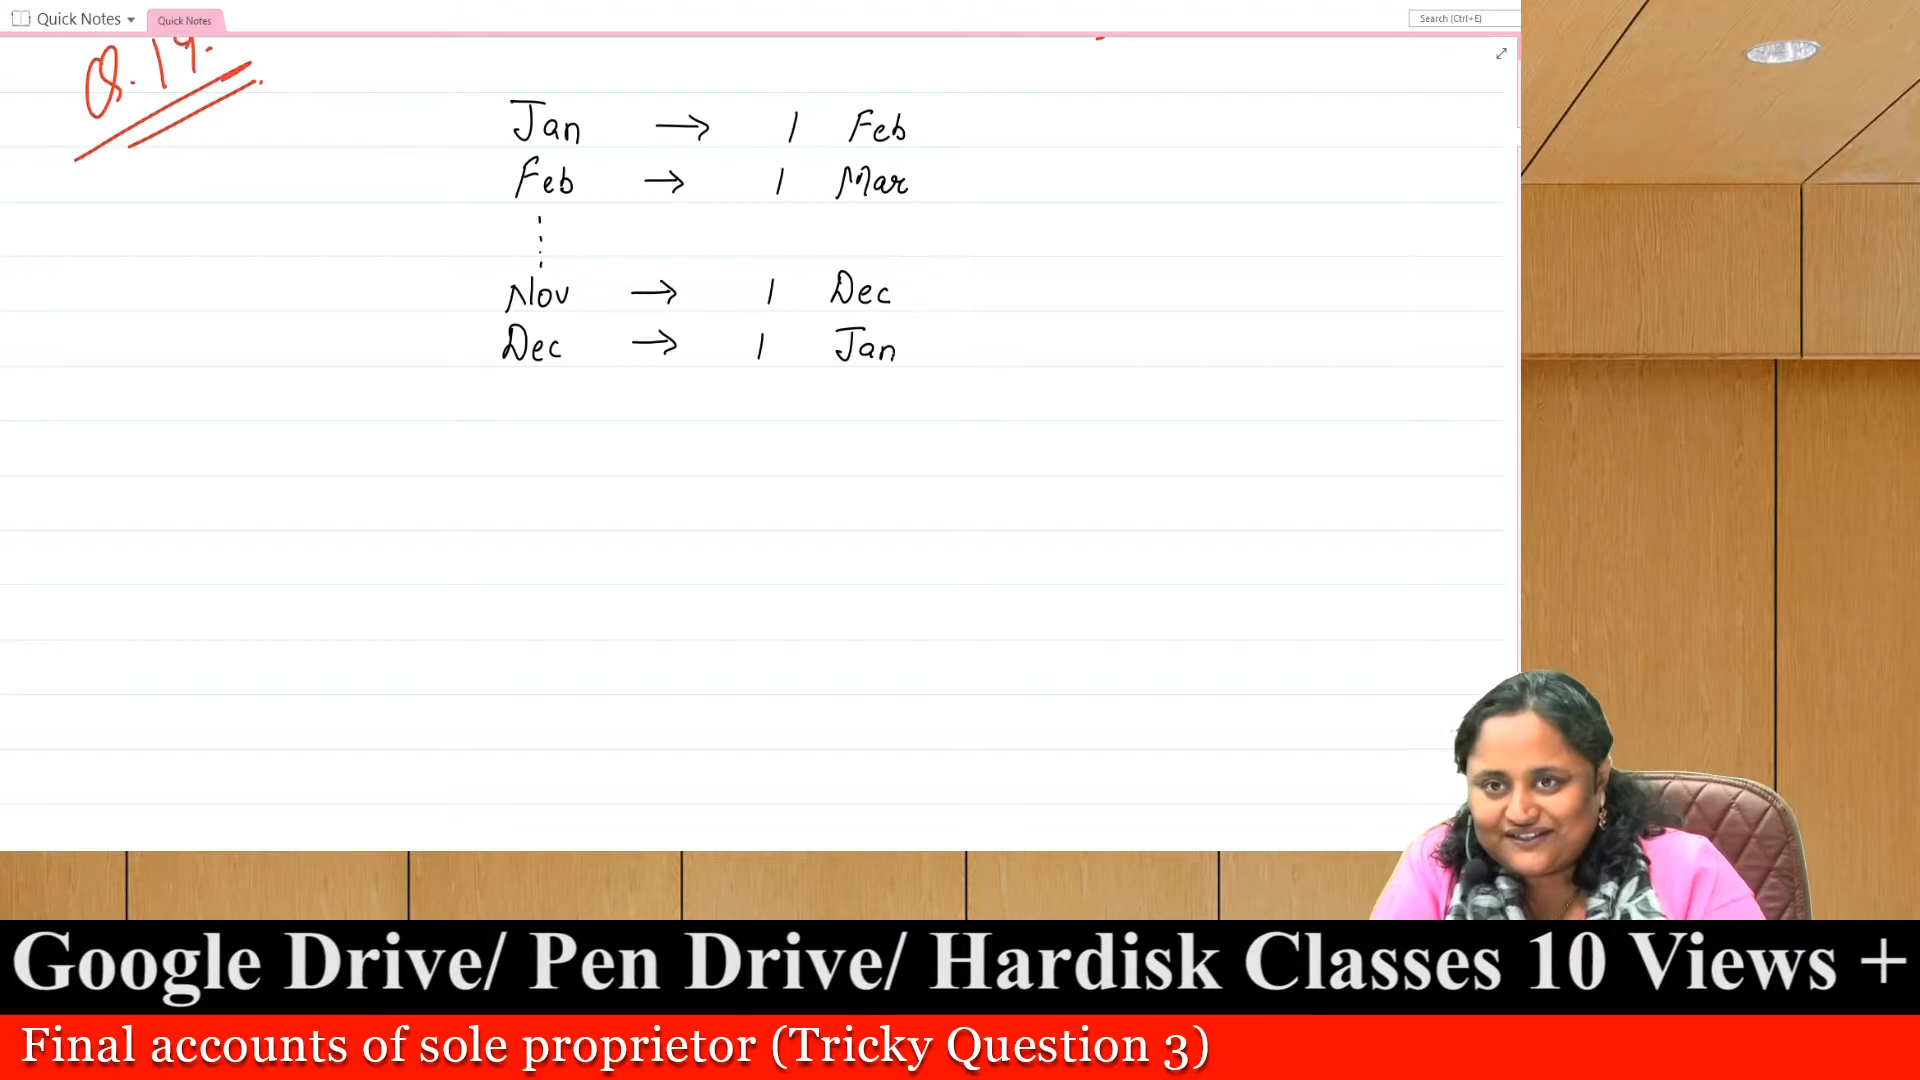 Quick Notes
Quick Notes
Search (Ctrl+E)
Q. 14.
Jan → 1 Feb
Feb → 1 Mar
Nov → 1 Dec
Dec → 1 Jan
Google Drive/ Pen Drive/ Hardisk Classes 10 Views +
Final accounts of sole proprietor (Tricky Question 3)